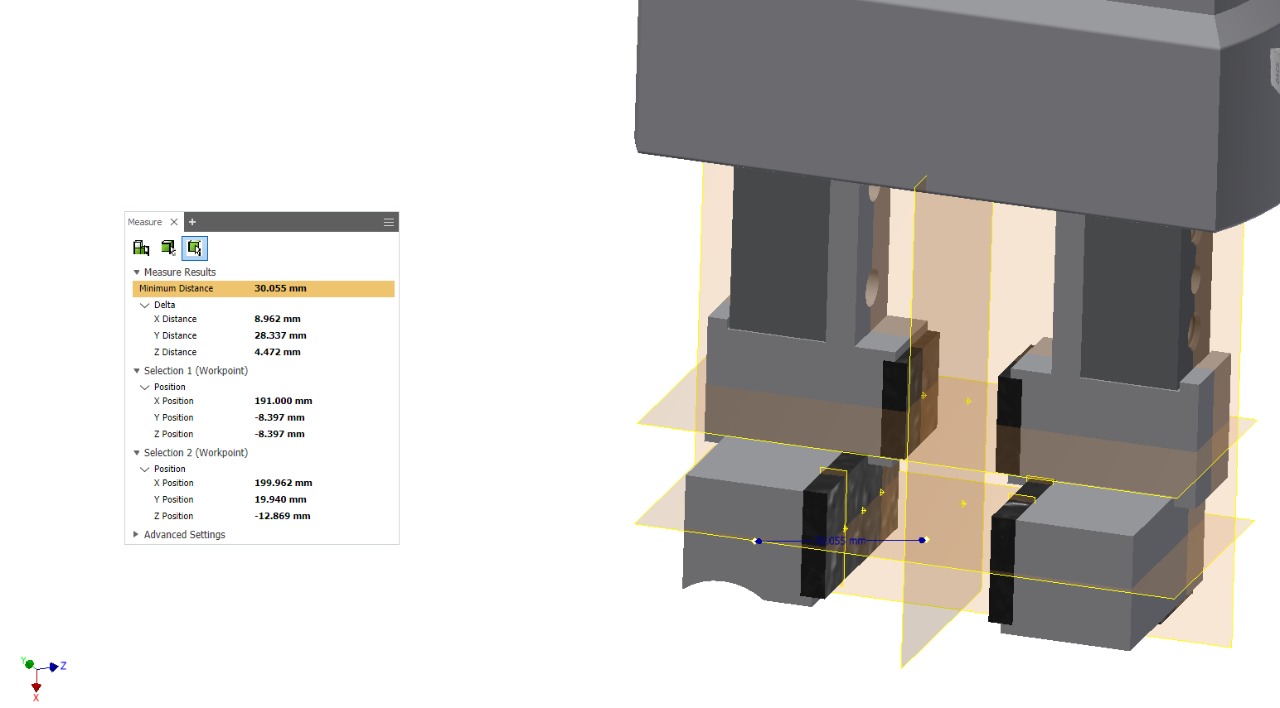 Measure
Measure Results
Minimum Distance 30.055 mm
Delta
X Distance 8.962 mm
Y Distance 28.337 mm
Z Distance 4.472 mm
Selection 1 (Workpoint)
Position
X Position 191.000 mm
Y Position -8.397 mm
Z Position -8.397 mm
Selection 2 (Workpoint)
Position
X Position 199.962 mm
Y Position 19.940 mm
Z Position -12.869 mm
Advanced Settings
.055 mm
Y
Z
X